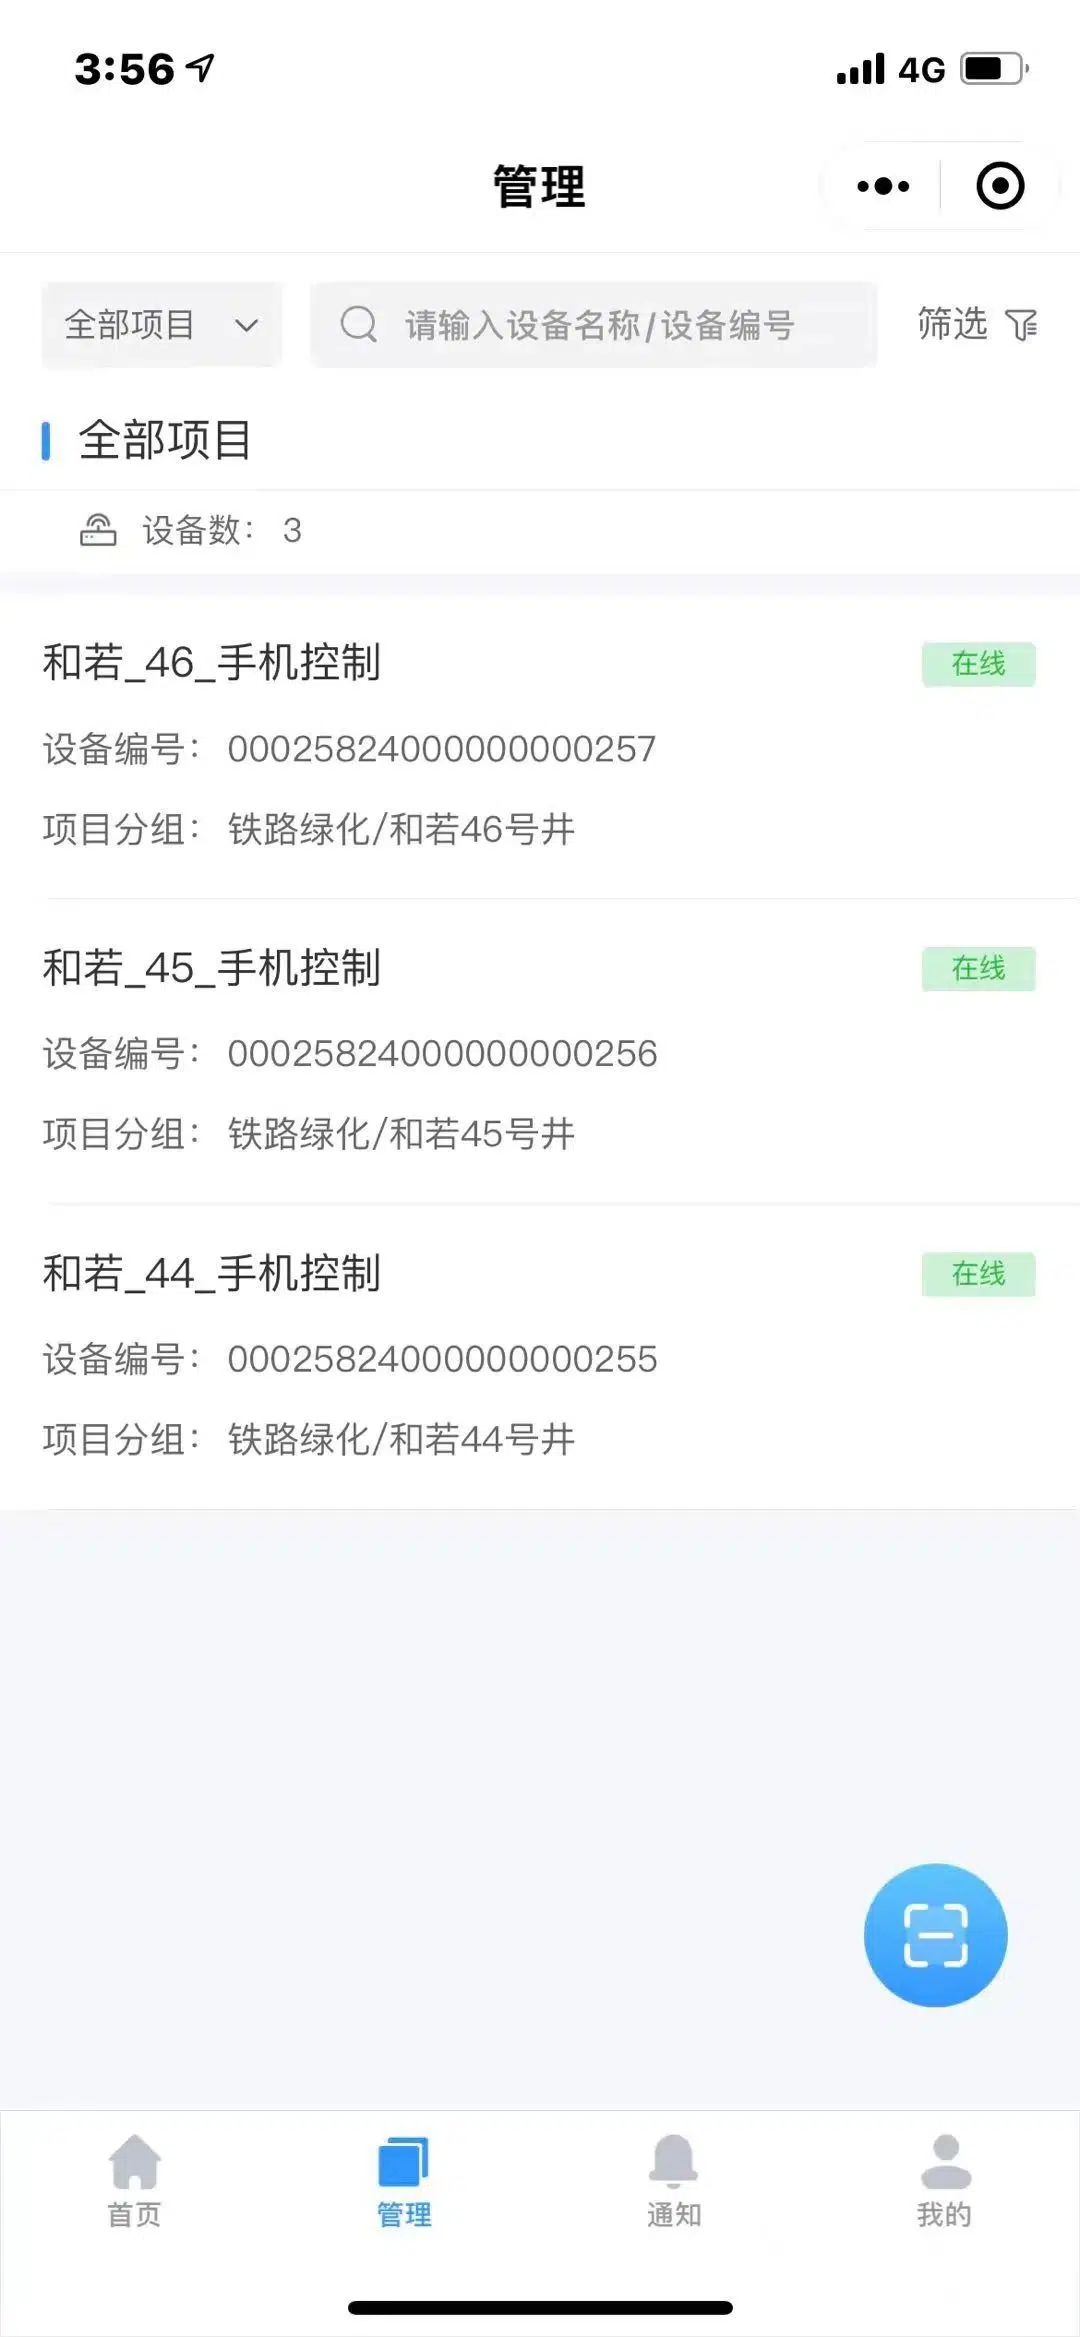 3:56
4G
管理
全部项目
请输入设备名称/设备编号
筛选
全部项目
设备数： 3
和若_46_手机控制
在线
设备编号： 00025824000000000257
项目分组： 铁路绿化/和若46号井
和若_45_手机控制
在线
设备编号： 00025824000000000256
项目分组： 铁路绿化/和若45号井
和若_44_手机控制
在线
设备编号： 00025824000000000255
项目分组： 铁路绿化/和若44号井
首页
管理
通知
我的